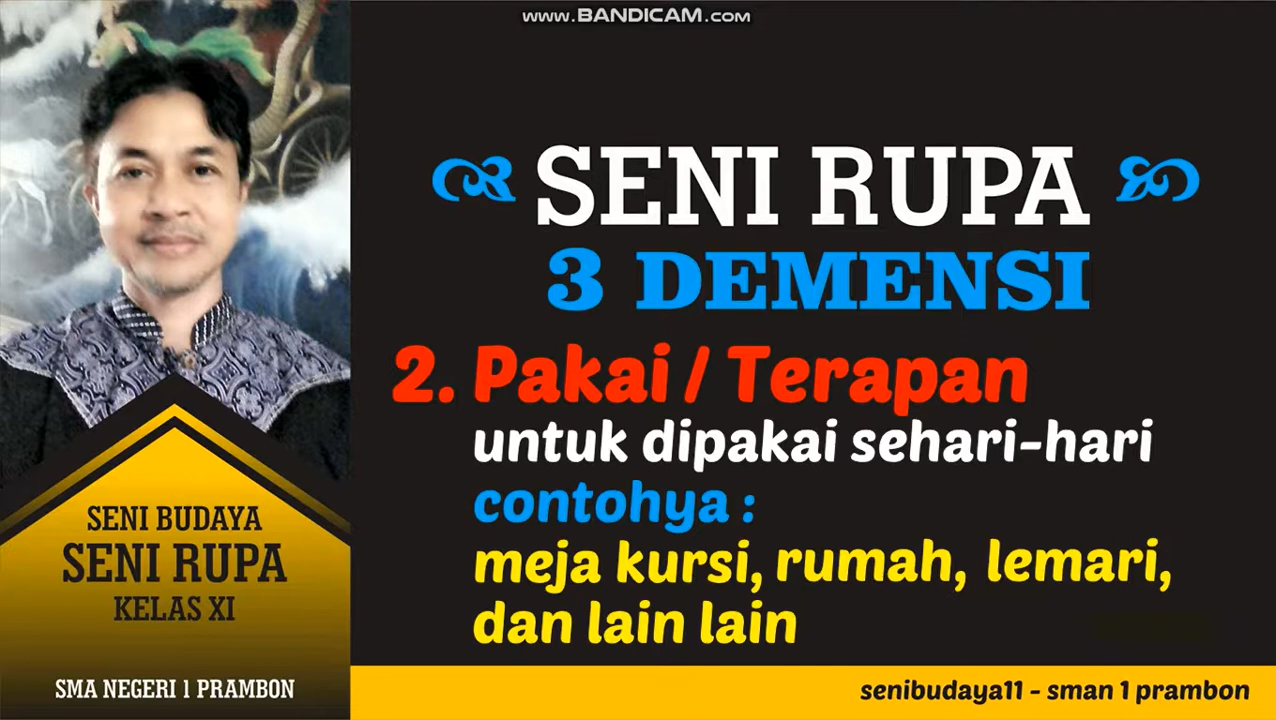 www.BANDICAM.com
SENI RUPA
3 DEMENSI
2. Pakai / Terapan
untuk dipakai sehari-hari
contohya :
meja kursi, rumah, lemari,
dan lain lain
SENI BUDAYA
SENI RUPA
KELAS XI
SMA NEGERI 1 PRAMBON
senibudaya11 - sman 1 prambon